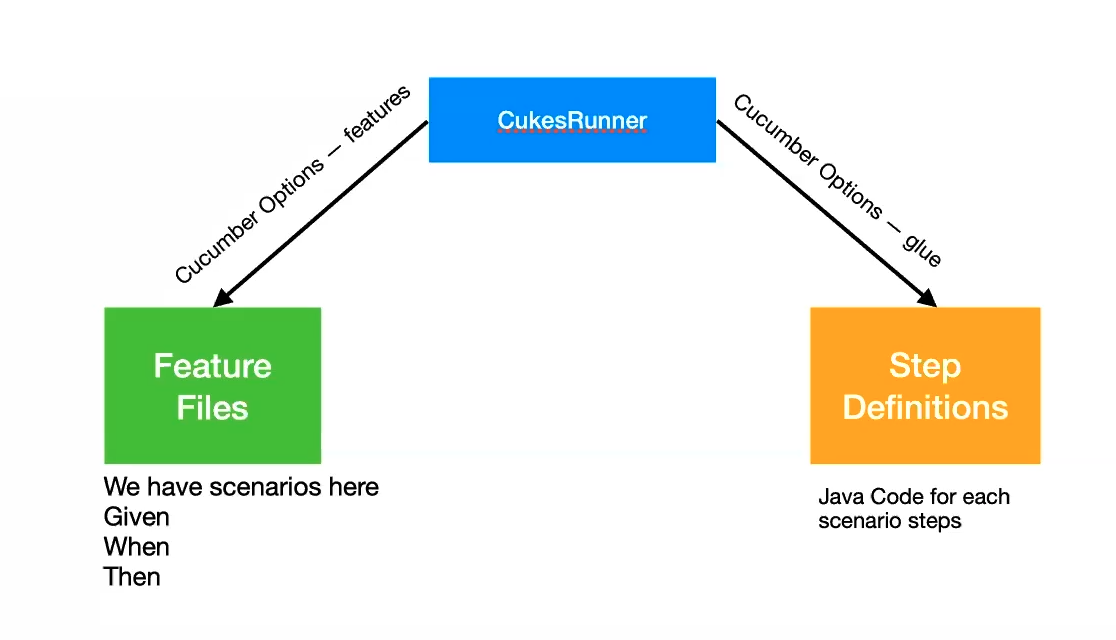 CukesRunner
Cucumber Options — features
Cucumber Options — glue
Feature
Files
Step
Definitions
We have scenarios here
Given
When
Then
Java Code for each
scenario steps